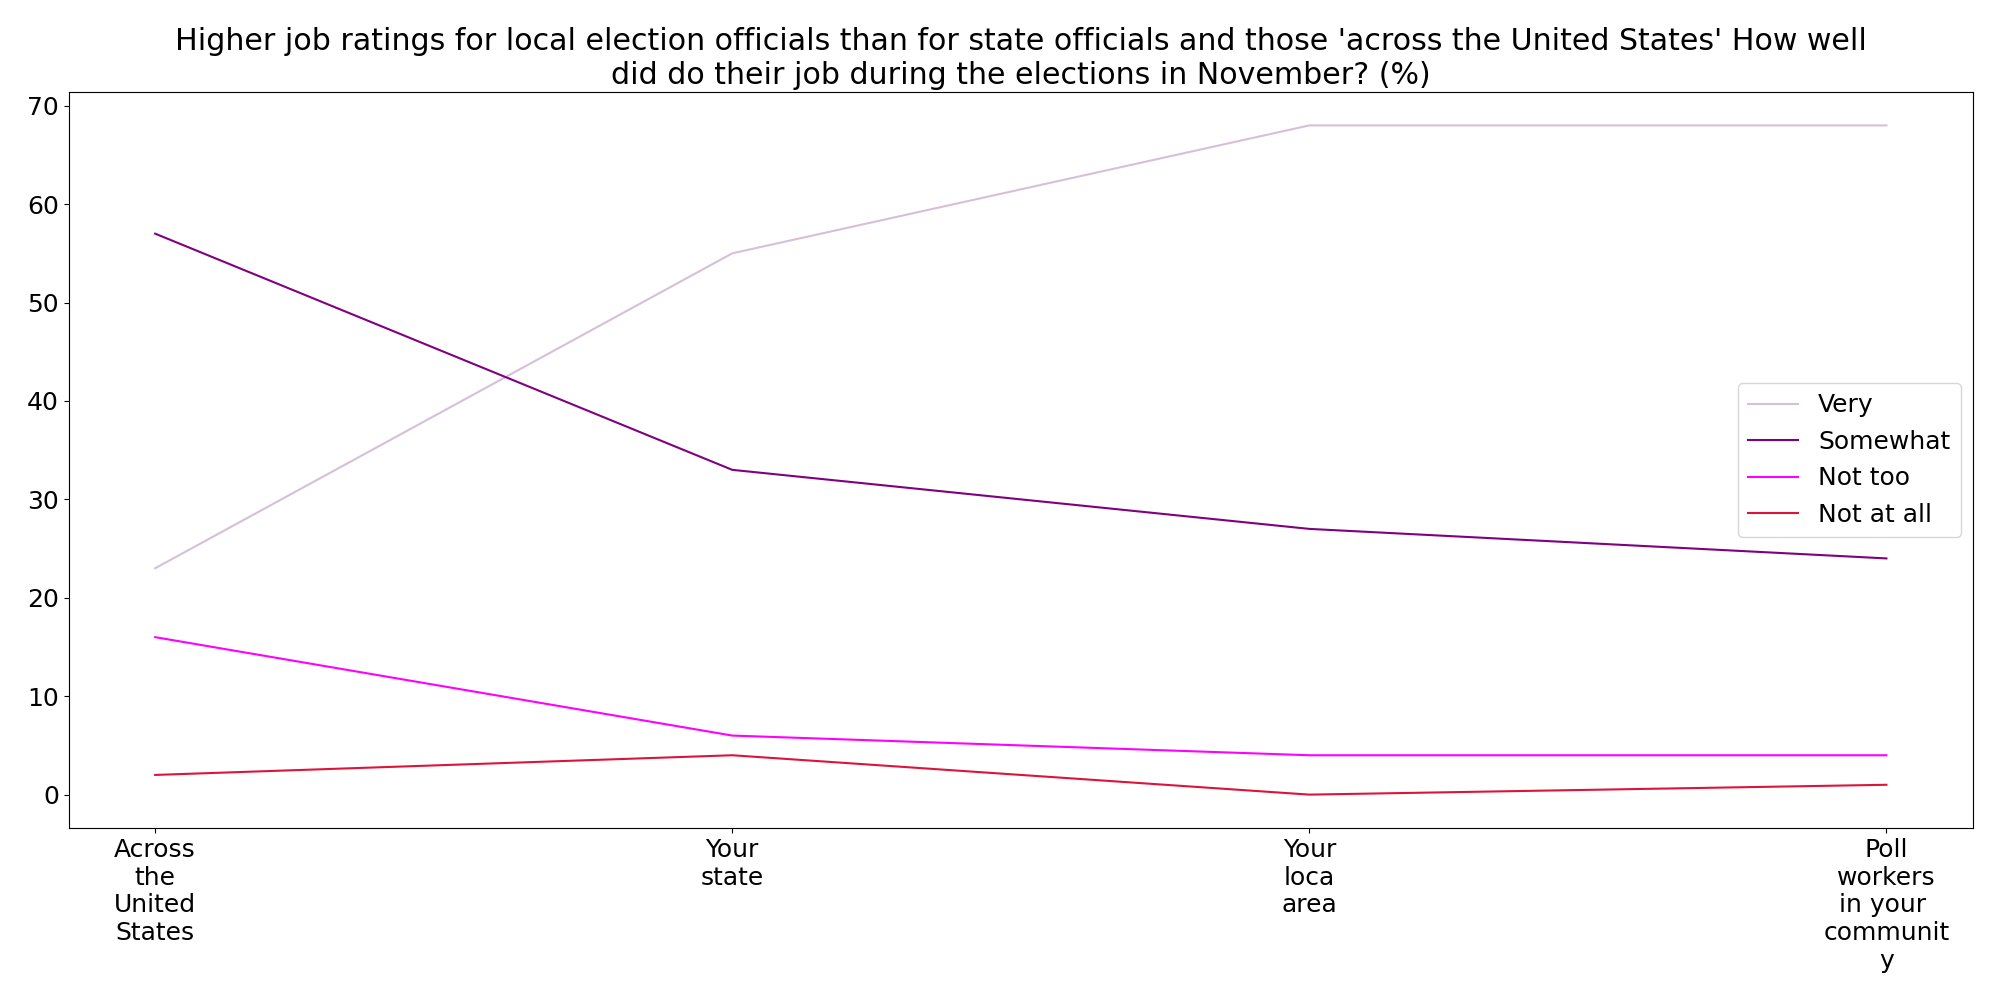 Higher job ratings for local election officials than for state officials and those 'across the United States' How well
did do their job during the elections in November? (%)
70
60
50
40
30
20
10
0
Very
Somewhat
Not too
Not at all
Across
the
United
States
Your
state
Your
loca
area
Poll
workers
in your
communit
y